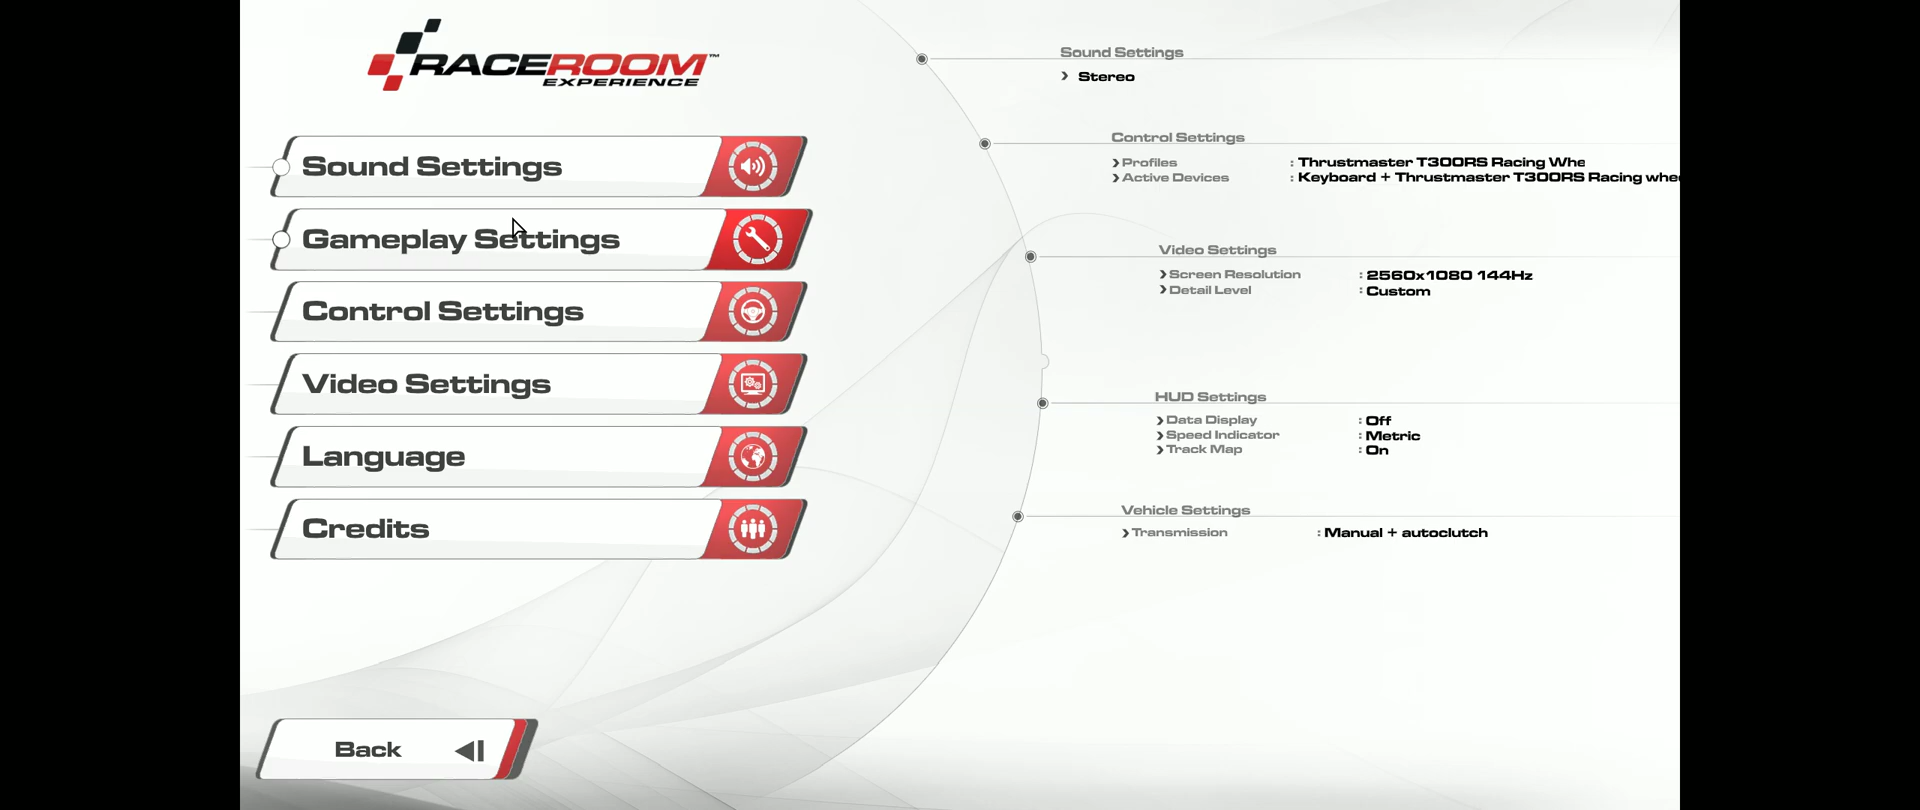 RACEROOM™
EXPERIENCE
Sound Settings
Gameplay Settings
Control Settings
Video Settings
Language
Credits
Back
Sound Settings
Stereo
Control Settings
Profiles : Thrustmaster T300RS Racing Whe
Active Devices : Keyboard + Thrustmaster T300RS Racing whe
Video Settings
Screen Resolution : 2560x1080 144Hz
Detail Level : Custom
HUD Settings
Data Display : Off
Speed Indicator : Metric
Track Map : On
Vehicle Settings
Transmission : Manual + autoclutch